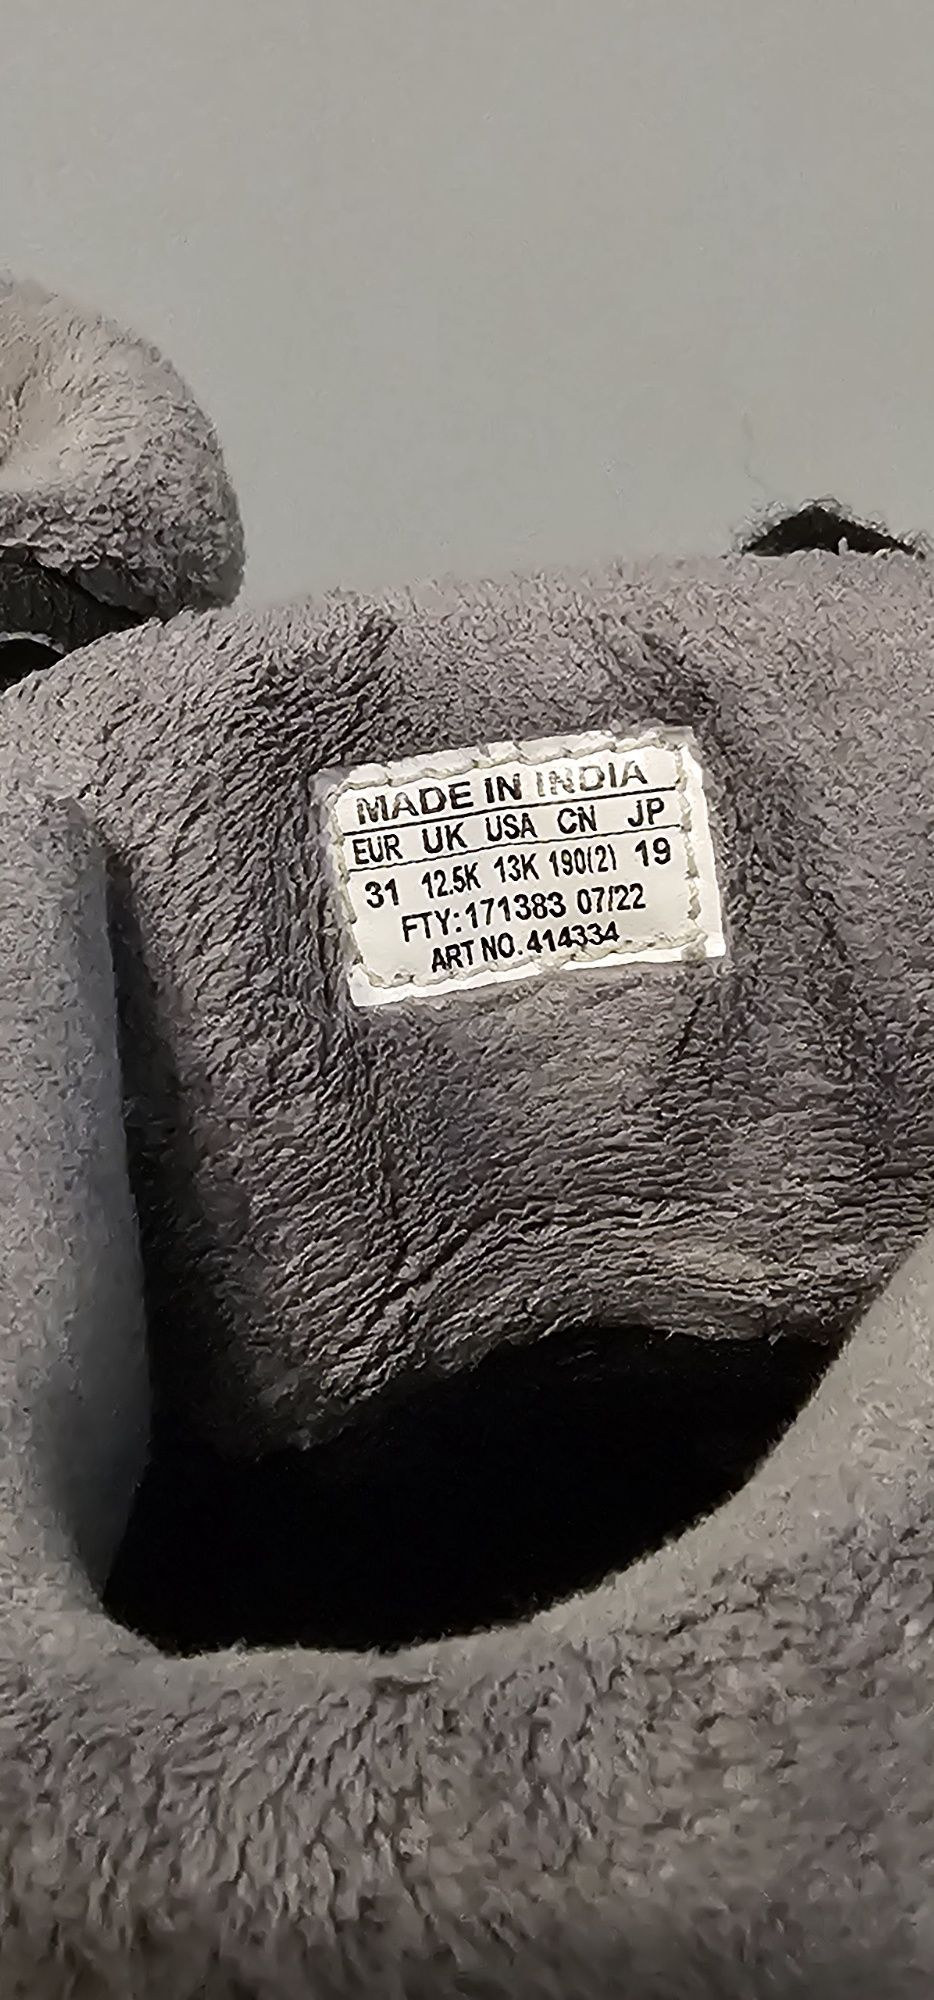 MADE IN INDIA
EUR UK USA CN JP
31 12.5K 13K 190(2) 19
FTY:171383 07/22
ART NO.414334